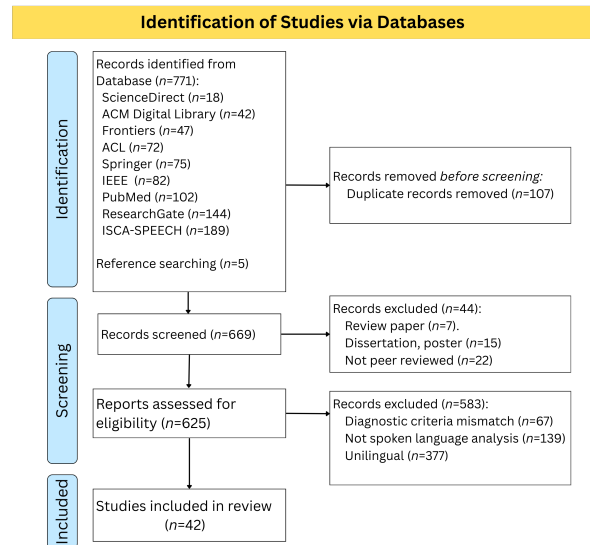 Identification of Studies via Databases
Identification
Records identified from
Database (n=771):
ScienceDirect (n=18)
ACM Digital Library (n=42)
Frontiers (n=47)
ACL (n=72)
Springer (n=75)
IEEE (n=82)
PubMed (n=102)
ResearchGate (n=144)
ISCA-SPEECH (n=189)
Reference searching (n=5)
Records removed before screening:
Duplicate records removed (n=107)
Screening
Records screened (n=669)
Records excluded (n=44):
Review paper (n=7).
Dissertation, poster (n=15)
Not peer reviewed (n=22)
Reports assessed for
eligibility (n=625)
Records excluded (n=583):
Diagnostic criteria mismatch (n=67)
Not spoken language analysis (n=139)
Unilingual (n=377)
Included
Studies included in review
(n=42)